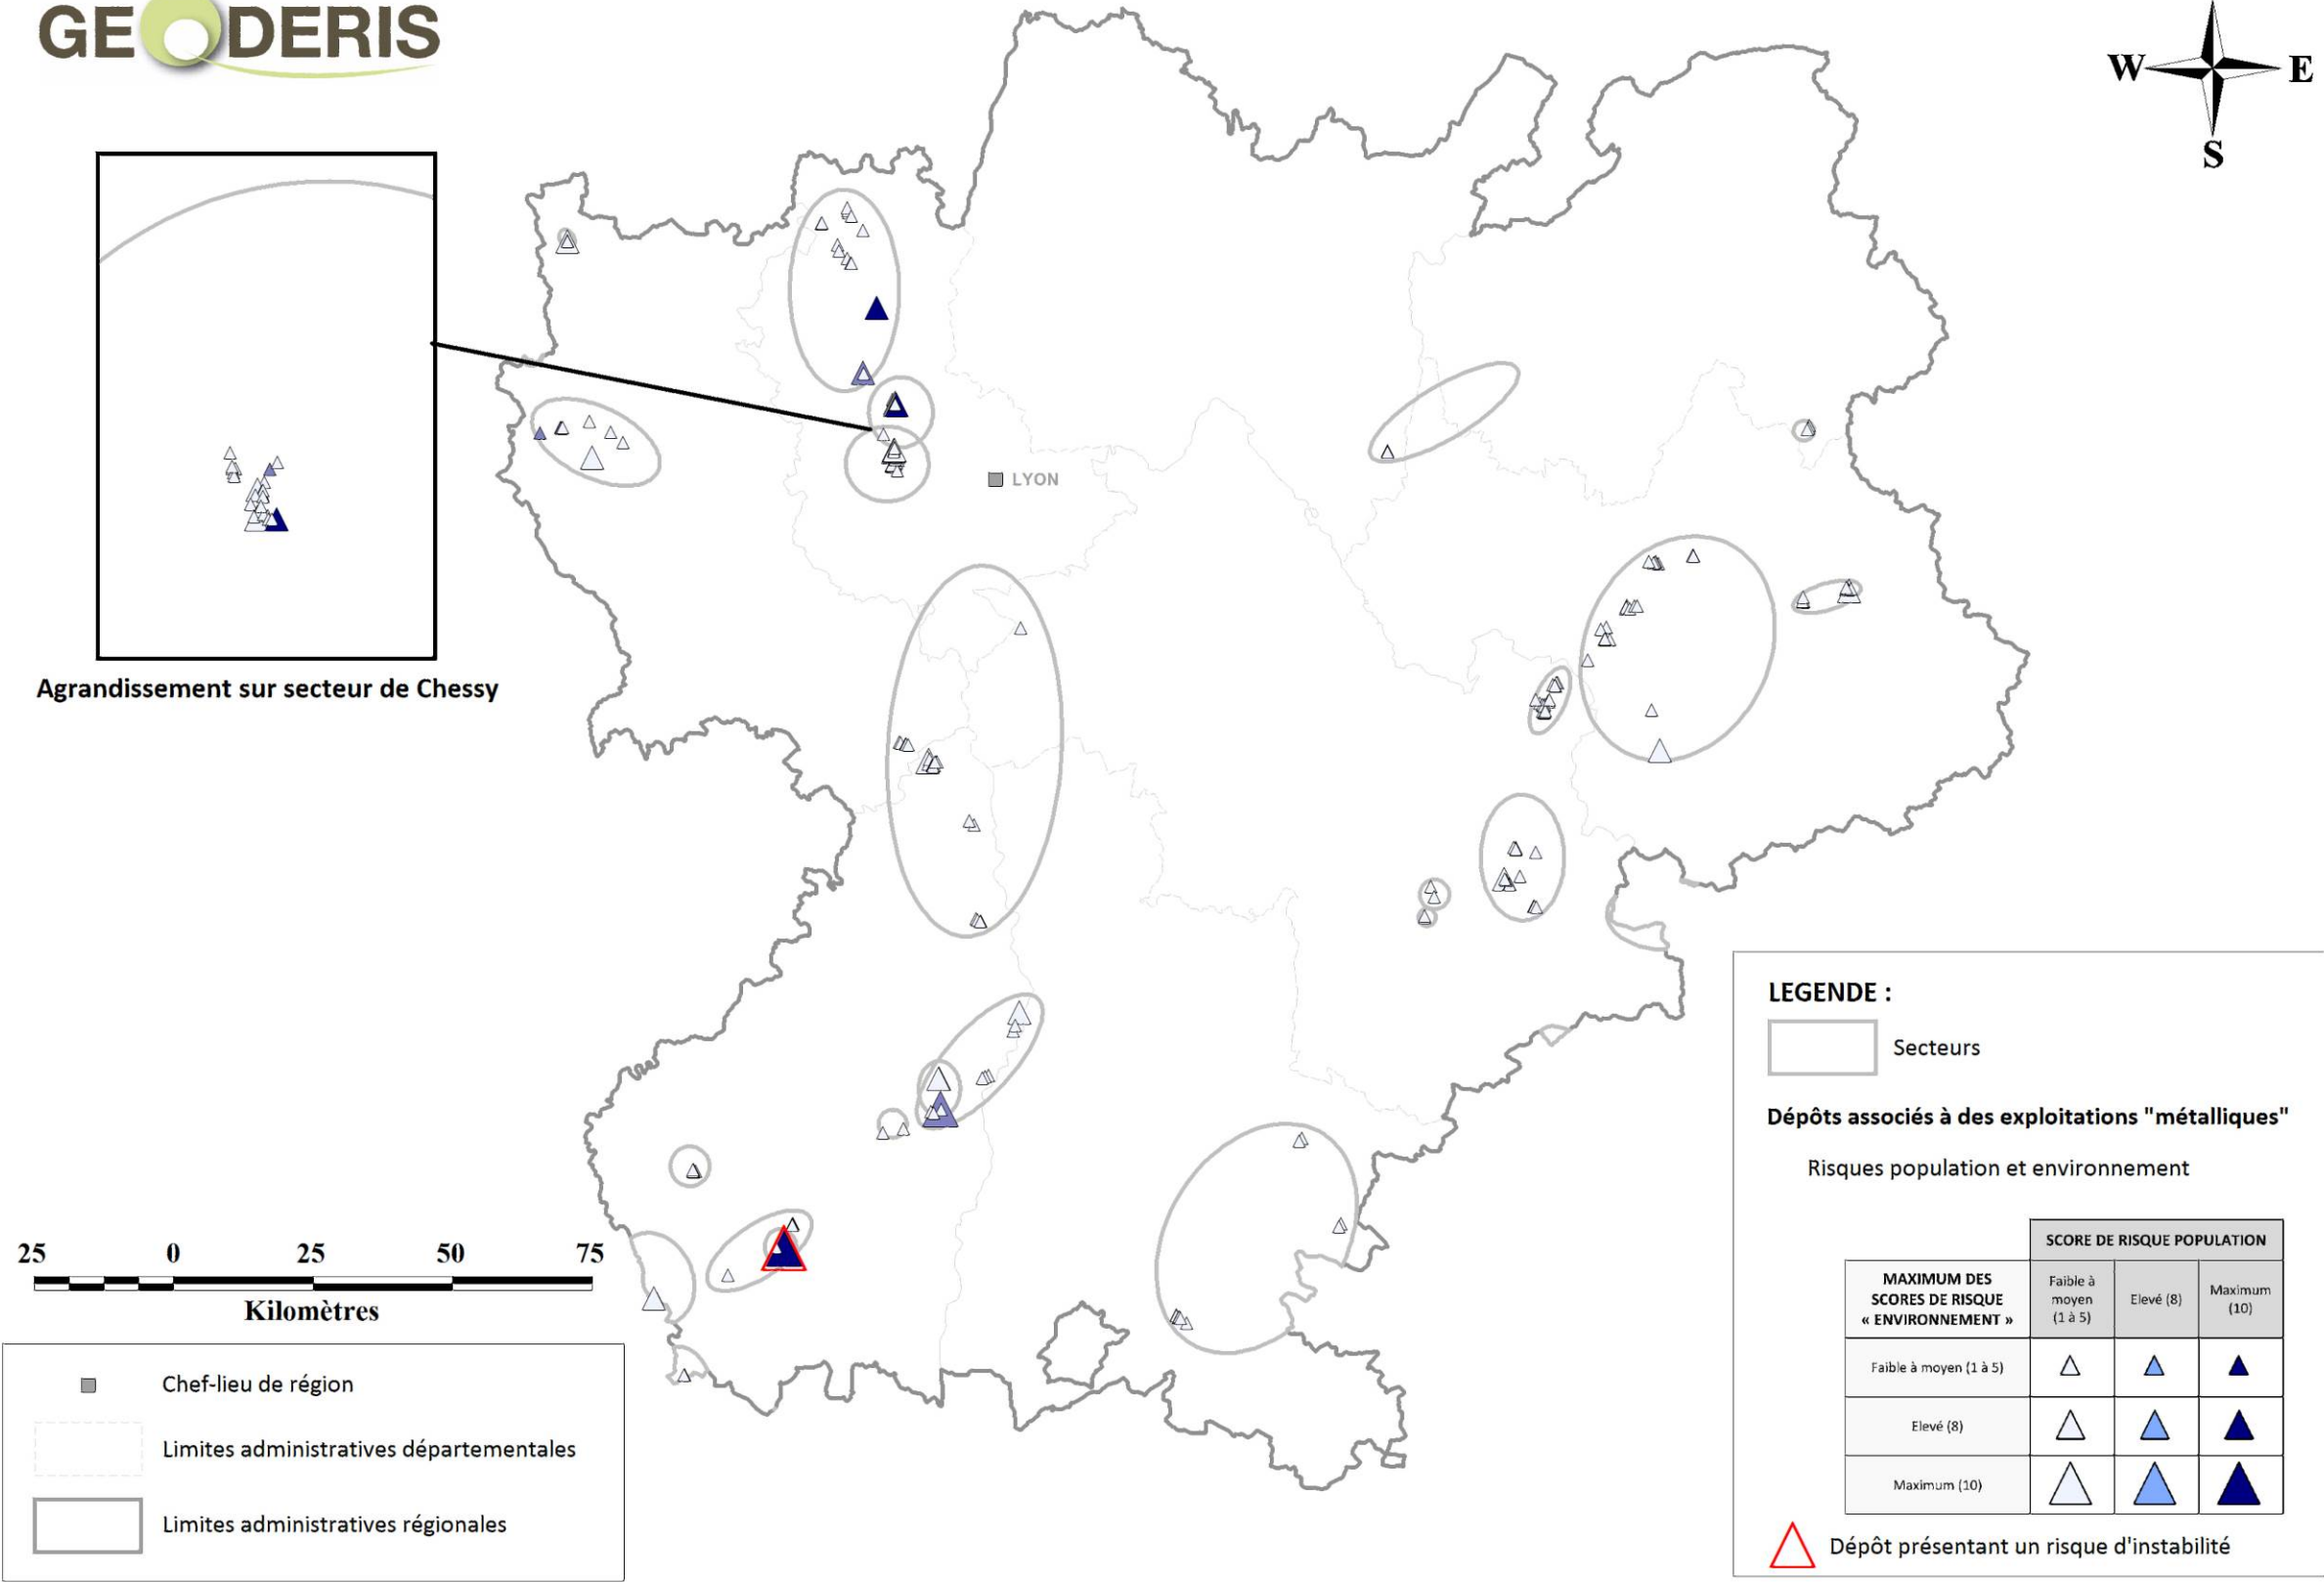 GEODERIS
W E
S
Agrandissement sur secteur de Chessy
LYON
25 0 25 50 75
Kilomètres
Chef-lieu de région
Limites administratives départementales
Limites administratives régionales
LEGENDE :
Secteurs
Dépôts associés à des exploitations "métalliques"
Risques population et environnement
SCORE DE RISQUE POPULATION
MAXIMUM DES
SCORES DE RISQUE
« ENVIRONNEMENT »
Faible à
moyen
(1 à 5)
Elevé (8)
Maximum
(10)
Faible à moyen (1 à 5)
Elevé (8)
Maximum (10)
Dépôt présentant un risque d'instabilité